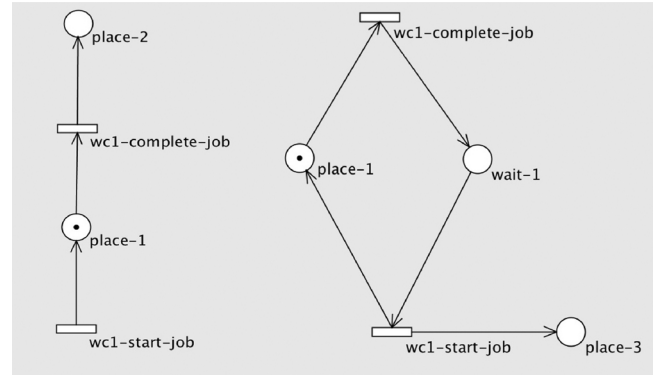 place-2
wc1-complete-job
place-1
wc1-start-job
wc1-complete-job
place-1
wait-1
wc1-start-job
place-3